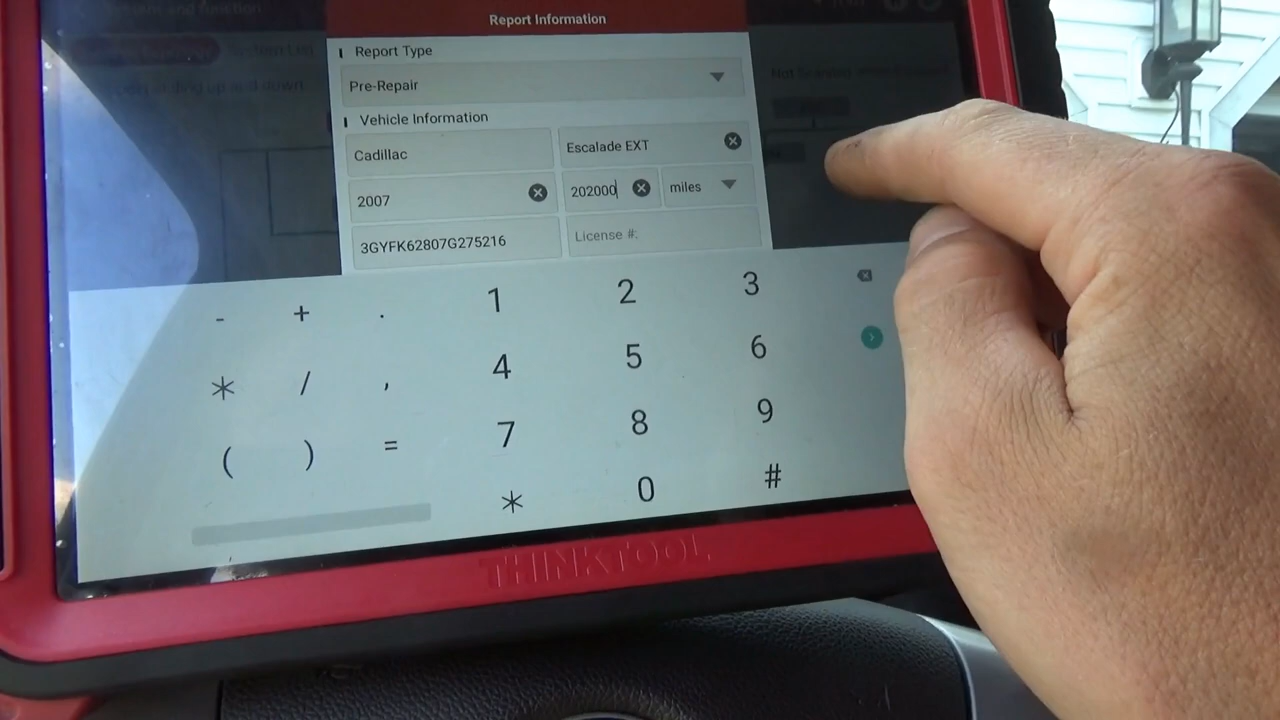 Report Information
Report Type
Pre-Repair
Vehicle Information
Cadillac
Escalade EXT
2007
202000
miles
3GYFK62807G275216
License #:
- + . 1 2 3
* / , 4 5 6
( ) = 7 8 9
* 0 #
THINKTOOL